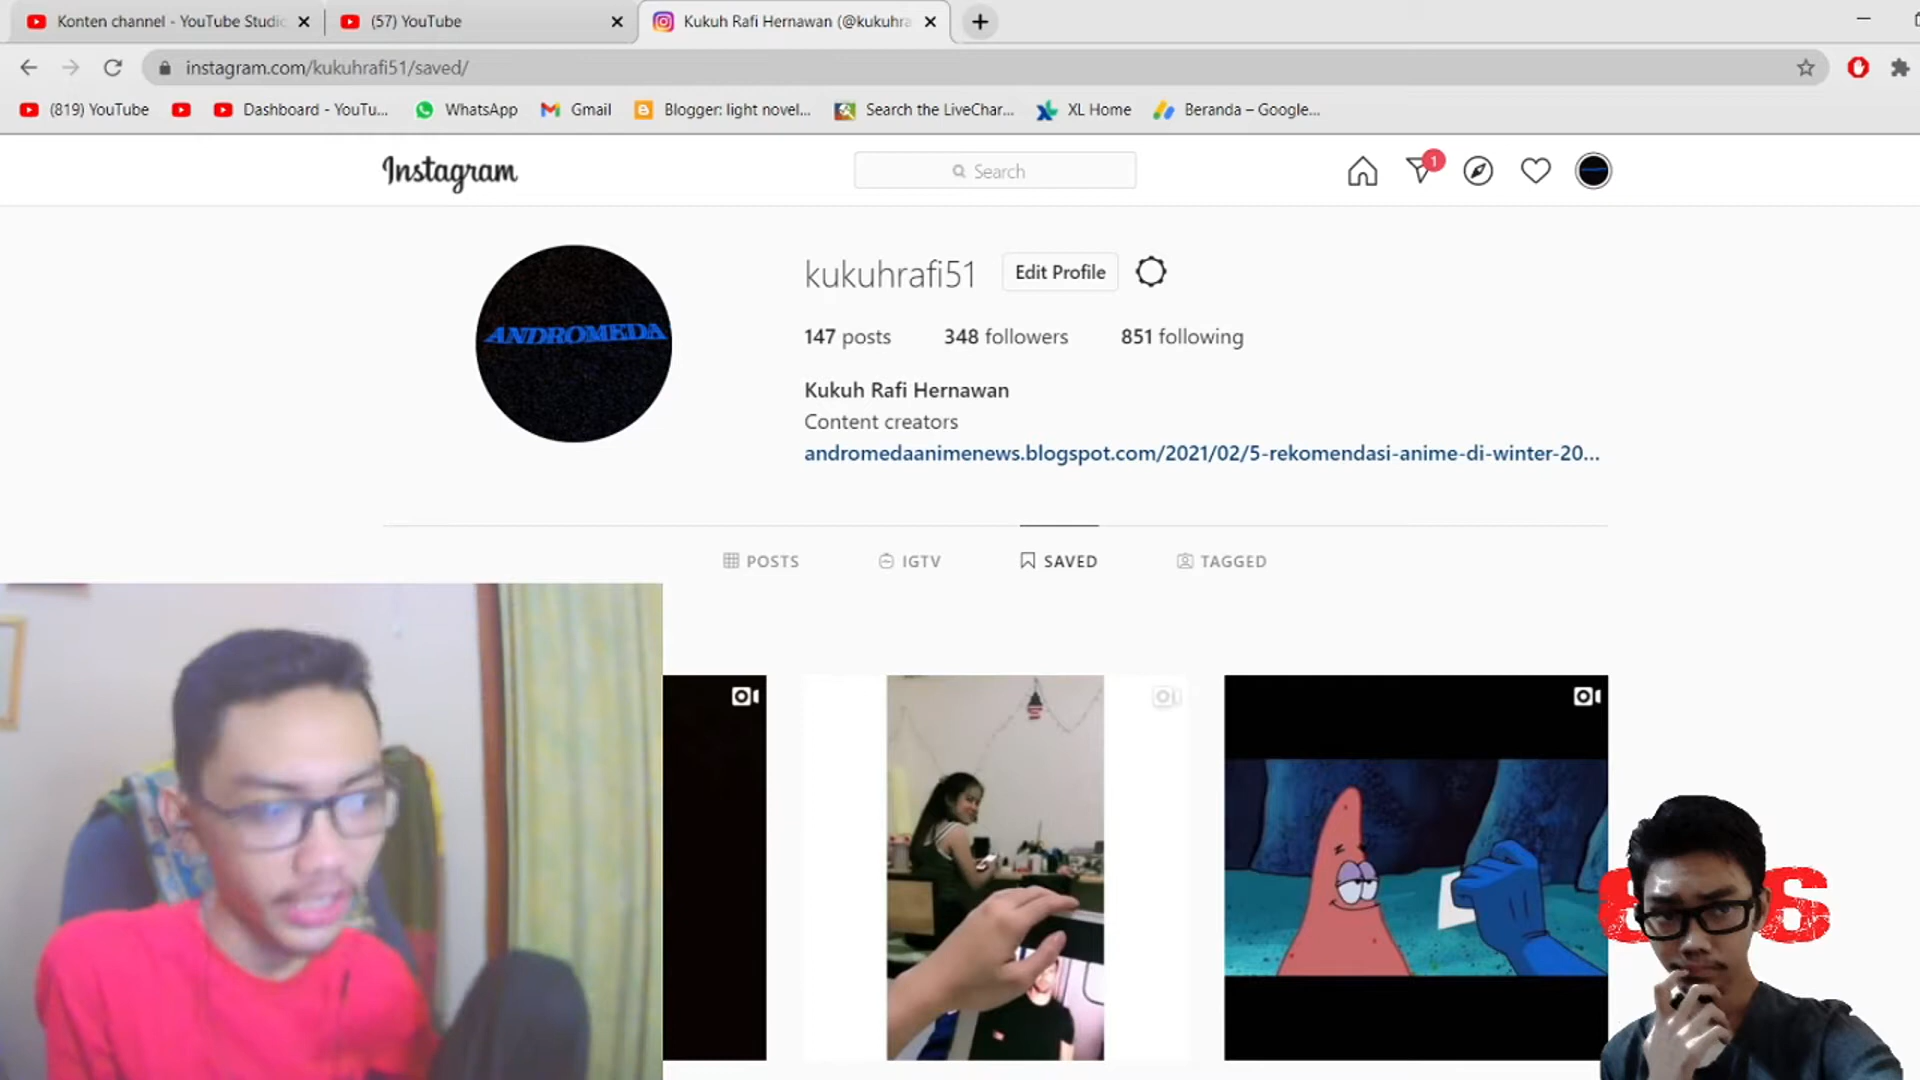 Konten channel - YouTube Studi
(57) YouTube
Kukuh Rafi Hernawan (@kukuhra
instagram.com/kukuhrafi51/saved/
(819) YouTube
Dashboard - YouTu...
WhatsApp
Gmail
Blogger: light novel...
Search the LiveChar...
XL Home
Beranda – Google...
Instagram
Search
1
kukuhrafi51
Edit Profile
147 posts
348 followers
851 following
Kukuh Rafi Hernawan
Content creators
andromedaanimenews.blogspot.com/2021/02/5-rekomendasi-anime-di-winter-20...
ANDROMEDA
POSTS
IGTV
SAVED
TAGGED